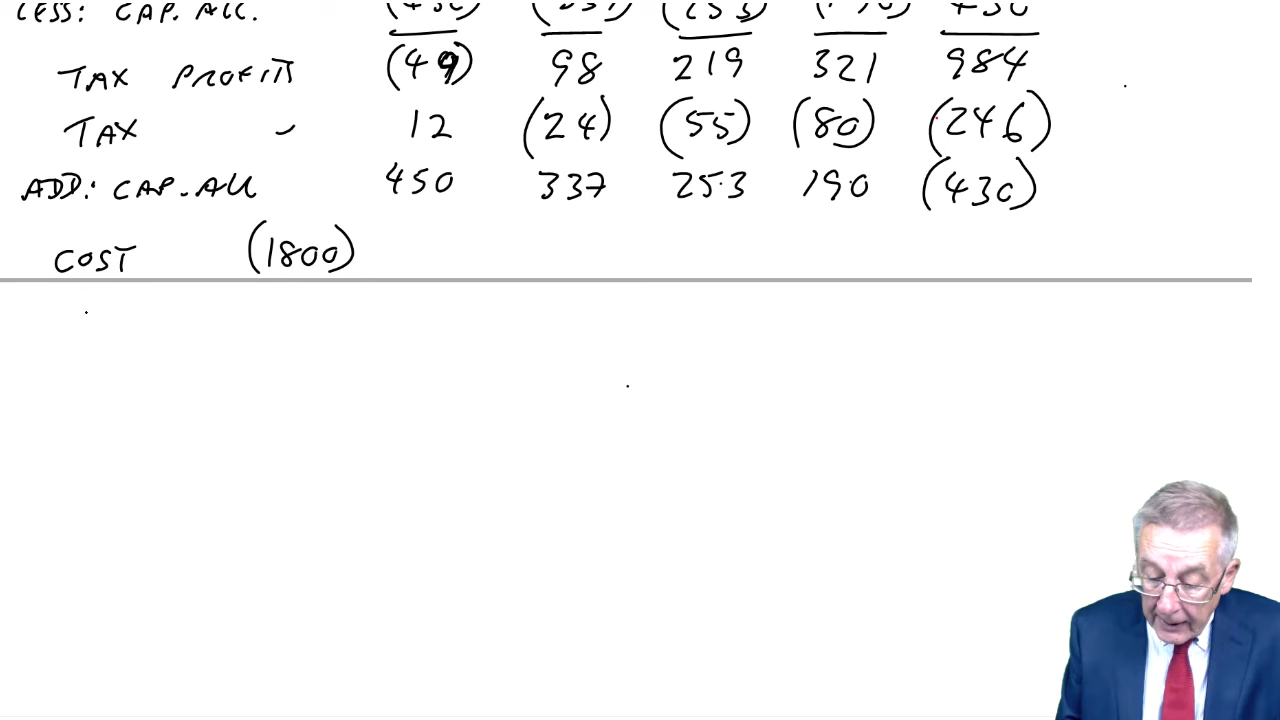 LESS: CAP. ALL.
TAX PROFITS (49) 98 219 321 984
TAX - 12 (24) (55) (80) (246)
ADD: CAP. ALL 450 337 253 190 (430)
COST (1800)